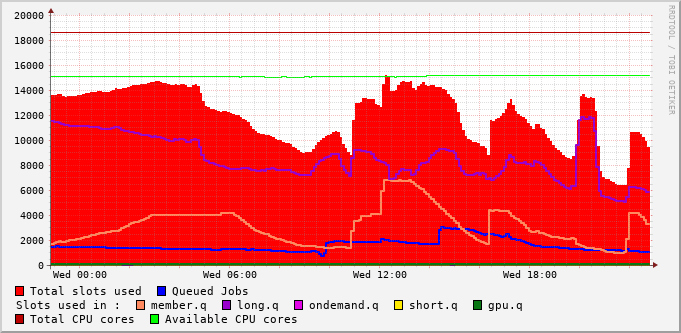 20000
18000
16000
14000
12000
10000
8000
6000
4000
2000
0
Wed 00:00 Wed 06:00 Wed 12:00 Wed 18:00
Total slots used Queued Jobs
Slots used in : member.q long.q ondemand.q short.q gpu.q
Total CPU cores Available CPU cores
RRDTOOL / TOBI OETIKER